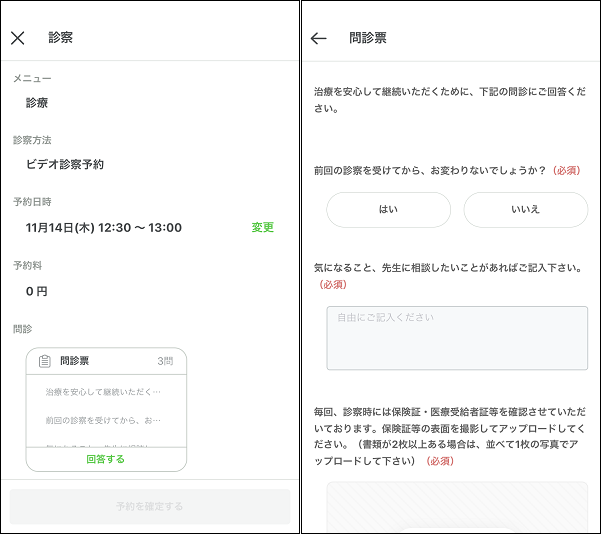 診察
メニュー
診療
診察方法
ビデオ診察予約
予約日時
11月14日(木) 12:30 〜 13:00
変更
予約料
0 円
問診
問診票
3問
治療を安心して継続いただく…
前回の診察を受けてから、お…
回答する
予約を確定する
問診票
治療を安心して継続いただくために、下記の問診にご回答くだ
さい。
前回の診察を受けてから、お変わりないでしょうか？（必須）
はい
いいえ
気になること、先生に相談したいことがあればご記入下さい。
（必須）
自由にご記入ください
毎回、診察時には保険証・医療受給者証等を確認させていただ
いております。保険証等の表面を撮影してアップロードしてく
ださい。（書類が2枚以上ある場合は、並べて1枚の写真でア
ップロードして下さい）（必須）